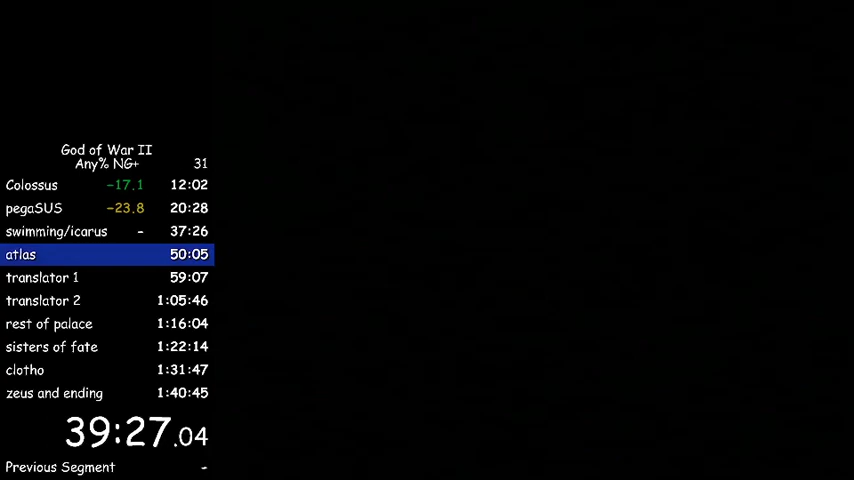 God of War II
Any% NG+ 31
Colossus -17.1 12:02
pegaSUS -23.8 20:28
swimming/icarus - 37:26
atlas 50:05
translator 1 59:07
translator 2 1:05:46
rest of palace 1:16:04
sisters of fate 1:22:14
clotho 1:31:47
zeus and ending 1:40:45
39:27.04
Previous Segment -